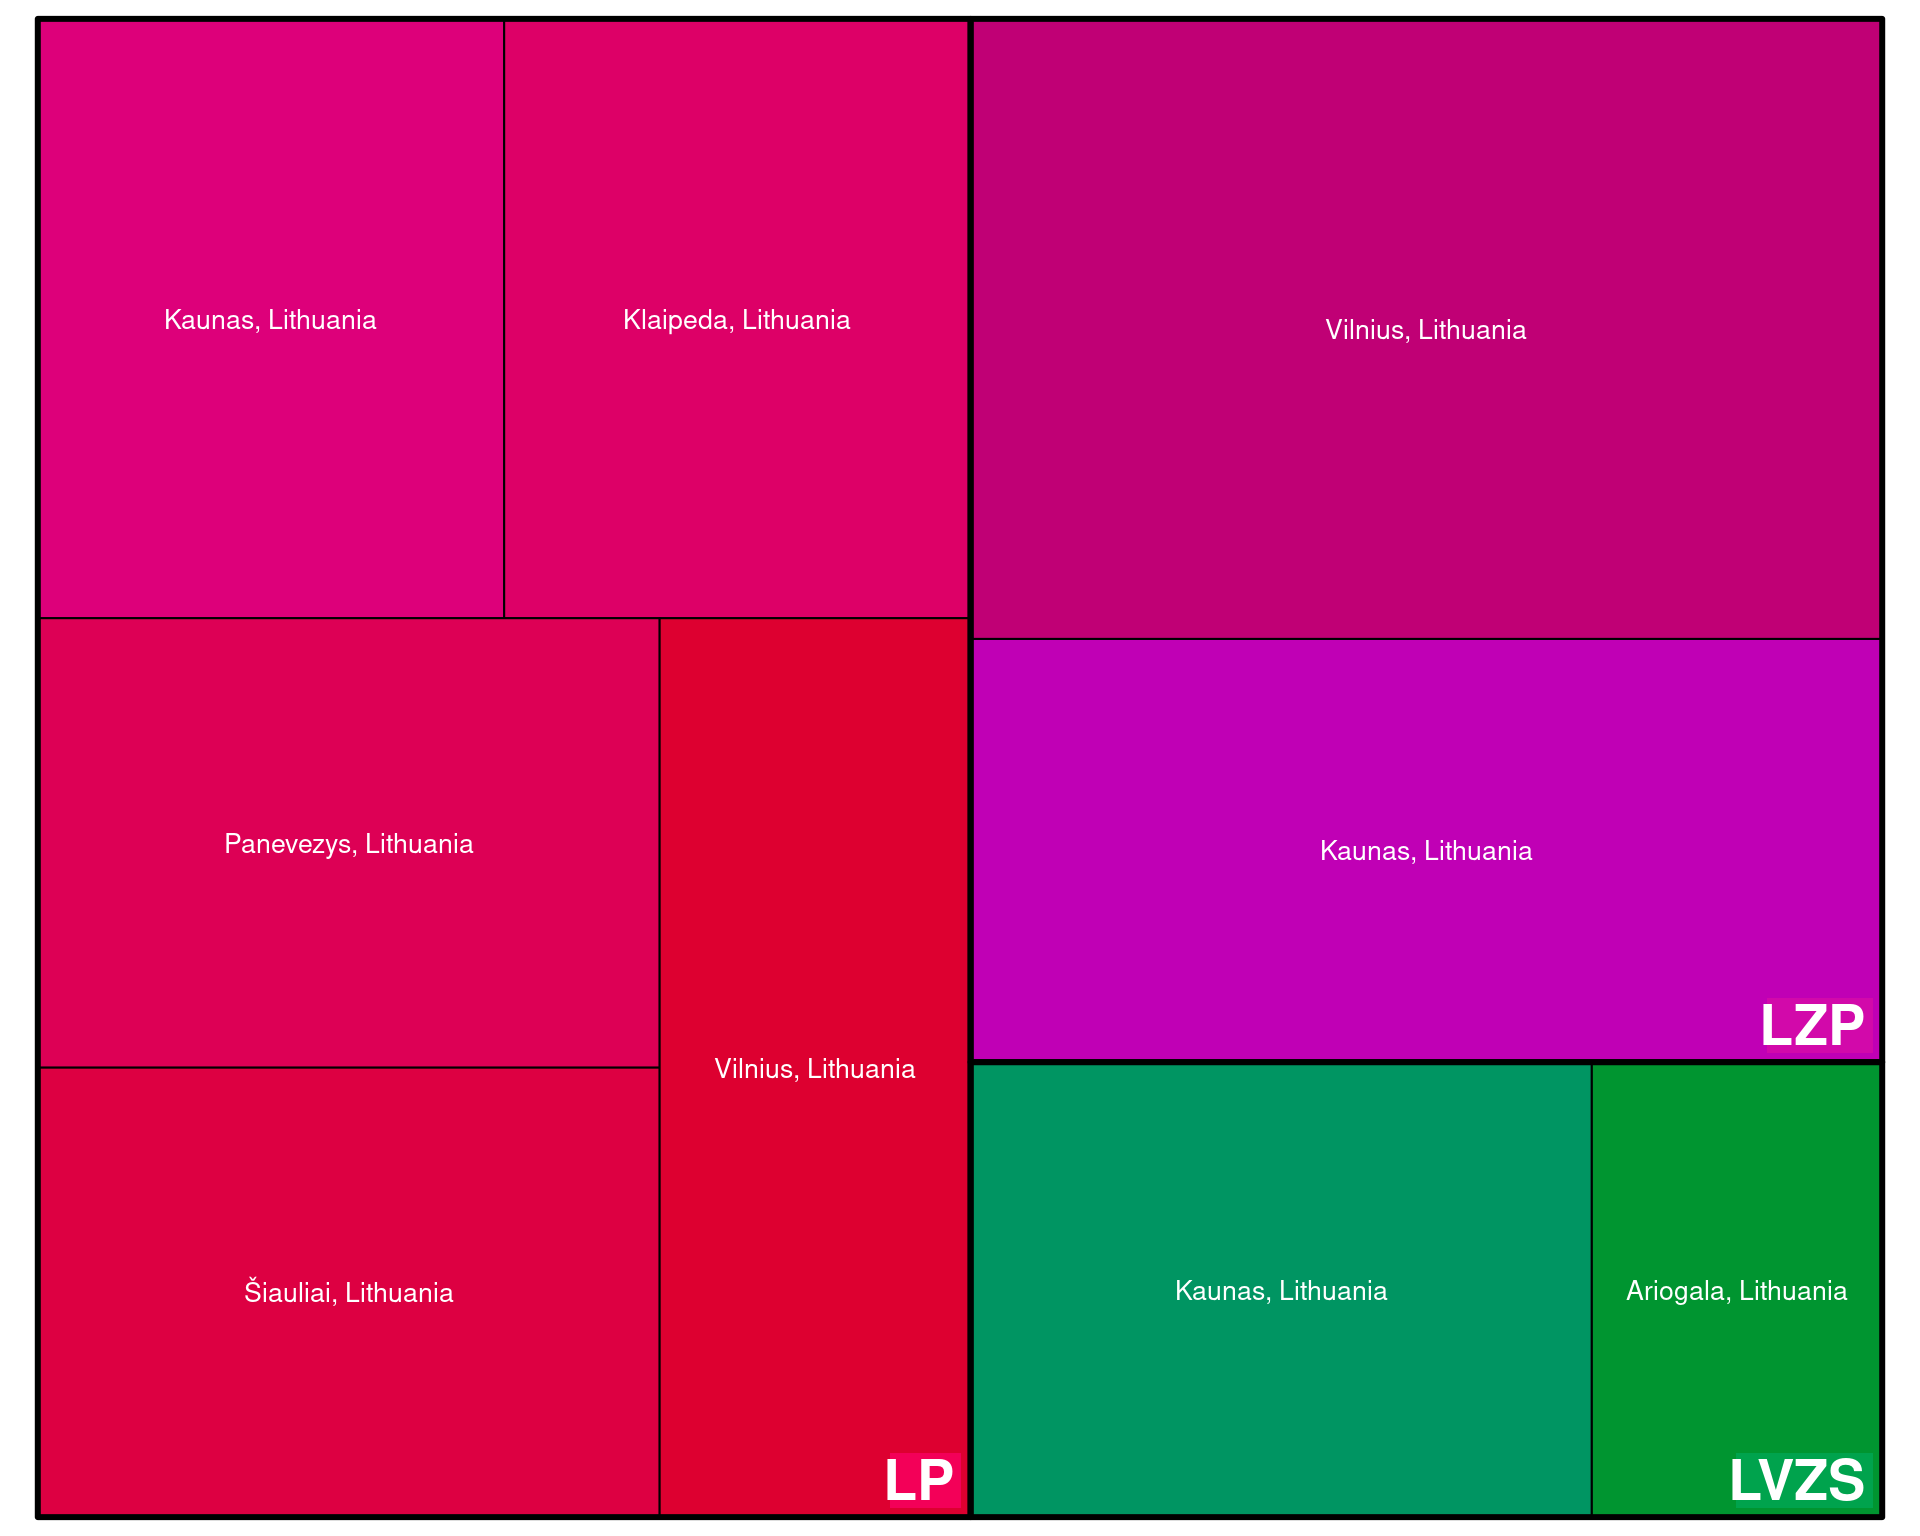 Kaunas, Lithuania
Klaipeda, Lithuania
Vilnius, Lithuania
Panevezys, Lithuania
Kaunas, Lithuania
LZP
Vilnius, Lithuania
Šiauliai, Lithuania
Kaunas, Lithuania
Ariogala, Lithuania
LP
LVZS